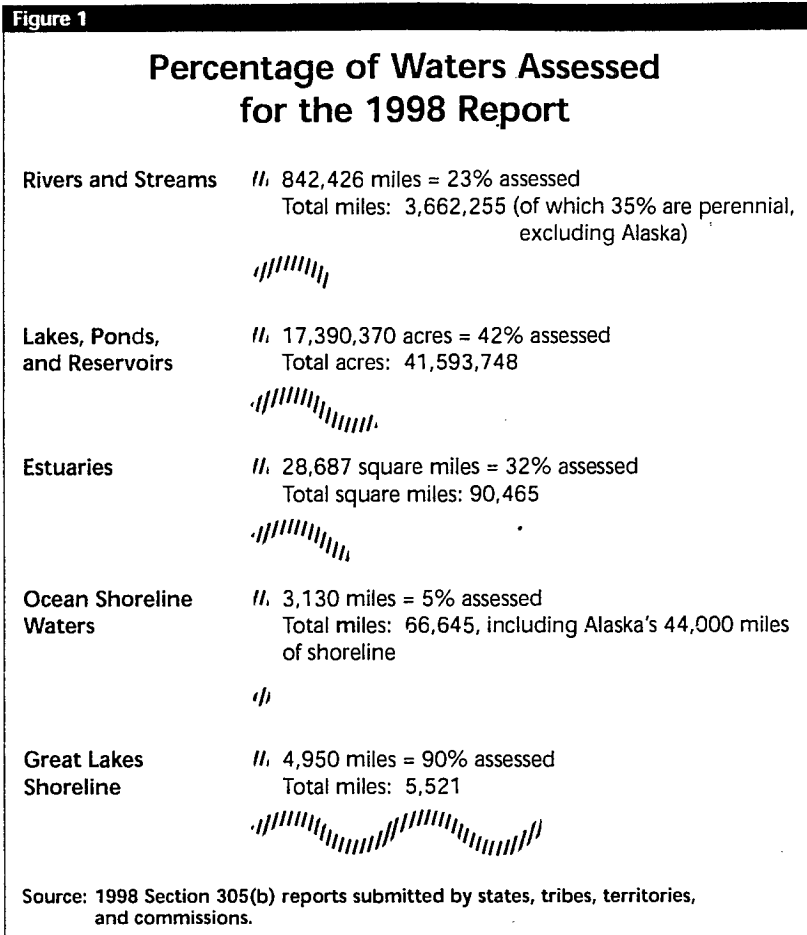 Figure 1
Percentage of Waters Assessed
for the 1998 Report
Rivers and Streams
842,426 miles = 23% assessed
Total miles: 3,662,255 (of which 35% are perennial,
excluding Alaska)
Lakes, Ponds,
and Reservoirs
17,390,370 acres = 42% assessed
Total acres: 41,593,748
Estuaries
28,687 square miles = 32% assessed
Total square miles: 90,465
Ocean Shoreline
Waters
3,130 miles = 5% assessed
Total miles: 66,645, including Alaska's 44,000 miles
of shoreline
Great Lakes
Shoreline
4,950 miles = 90% assessed
Total miles: 5,521
Source: 1998 Section 305(b) reports submitted by states, tribes, territories,
and commissions.